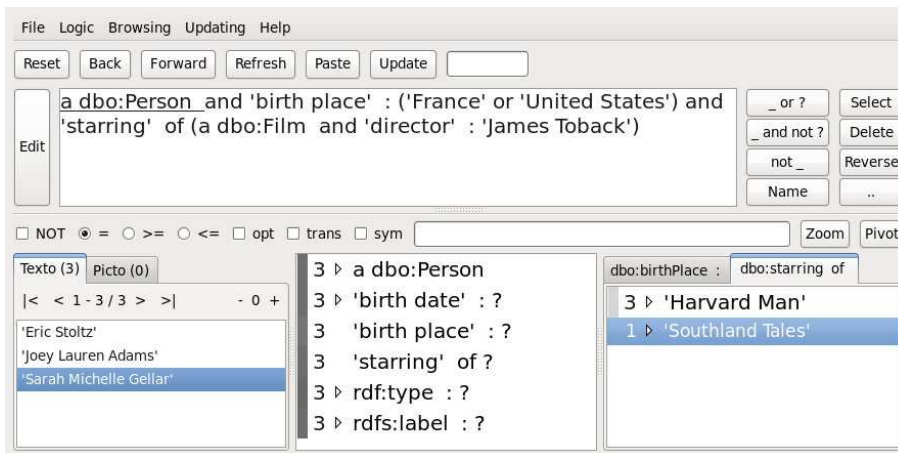 File Logic Browsing Updating Help
Reset Back Forward Refresh Paste Update
Edit
a dbo:Person and 'birth place' : ('France' or 'United States') and
'starring' of (a dbo:Film and 'director' : 'James Toback')
_ or ? Select
_ and not ? Delete
not _ Reverse
Name ..
NOT = >= <= opt trans sym Zoom Pivot
Texto (3) Picto (0)
|< < 1 - 3 / 3 > >| - 0 +
'Eric Stoltz'
'Joey Lauren Adams'
'Sarah Michelle Gellar'
3 a dbo:Person
3 'birth date' : ?
3 'birth place' : ?
3 'starring' of ?
3 rdf:type : ?
3 rdfs:label : ?
dbo:birthPlace : dbo:starring of
3 'Harvard Man'
1 'Southland Tales'